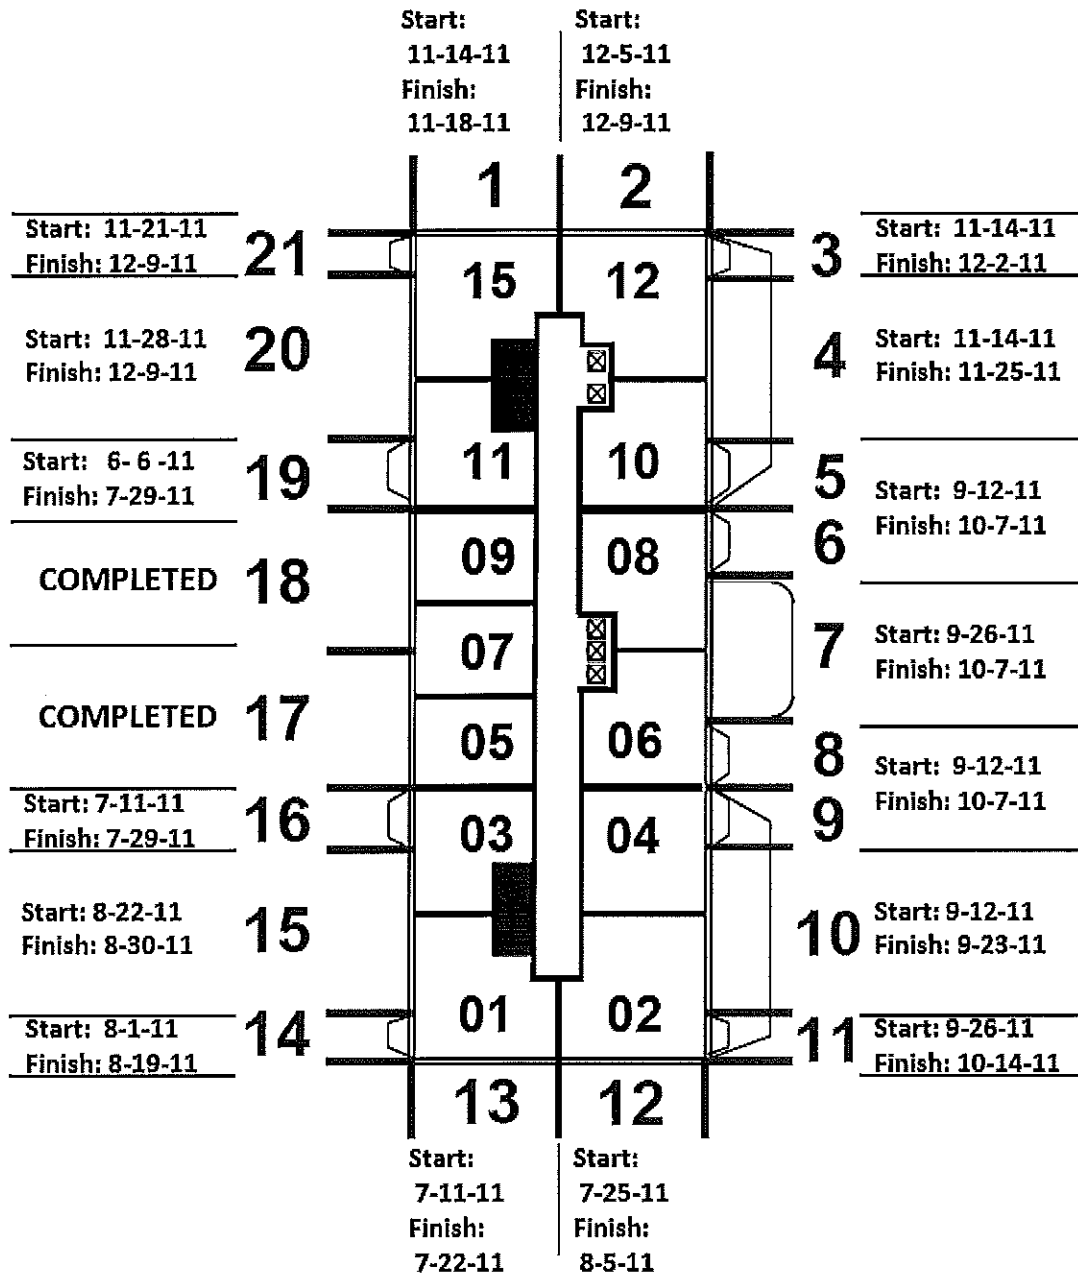 Start:
11-14-11
Finish:
11-18-11
Start:
12-5-11
Finish:
12-9-11
1
2
Start: 11-21-11
Finish: 12-9-11
21
15
12
3
Start: 11-14-11
Finish: 12-2-11
Start: 11-28-11
Finish: 12-9-11
20
4
Start: 11-14-11
Finish: 11-25-11
Start: 6- 6 -11
Finish: 7-29-11
19
11
10
5
6
Start: 9-12-11
Finish: 10-7-11
COMPLETED
18
09
08
07
7
Start: 9-26-11
Finish: 10-7-11
COMPLETED
17
05
06
8
9
Start: 9-12-11
Finish: 10-7-11
Start: 7-11-11
Finish: 7-29-11
16
03
04
Start: 8-22-11
Finish: 8-30-11
15
10
Start: 9-12-11
Finish: 9-23-11
Start: 8-1-11
Finish: 8-19-11
14
01
02
11
Start: 9-26-11
Finish: 10-14-11
13
12
Start:
7-11-11
Finish:
7-22-11
Start:
7-25-11
Finish:
8-5-11